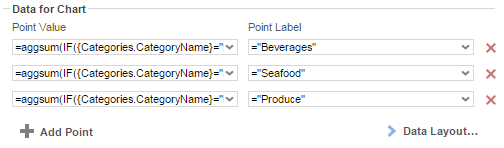 Data for Chart
Point Value Point Label
=aggsum(IF({Categories.CategoryName}=" ="Beverages"
=aggsum(IF({Categories.CategoryName}=" ="Seafood"
=aggsum(IF({Categories.CategoryName}=" ="Produce"
Add Point Data Layout...